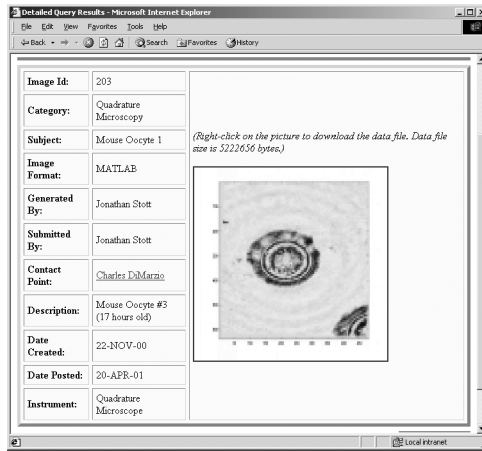 Detailed Query Results - Microsoft Internet Explorer
File Edit View Favorites Tools Help
Back Search Favorites History
Image Id: 203
Category: Quadrature
Microscopy
Subject: Mouse Oocyte 1
Image
Format: MATLAB
Generated
By: Jonathan Stott
Submitted
By: Jonathan Stott
Contact
Point: Charles DiMarzio
Description: Mouse Oocyte #3
(17 hours old)
Date
Created: 22-NOV-00
Date Posted: 20-APR-01
Instrument: Quadrature
Microscope
(Right-click on the picture to download the data file. Data file
size is 5222656 bytes.)
Local intranet